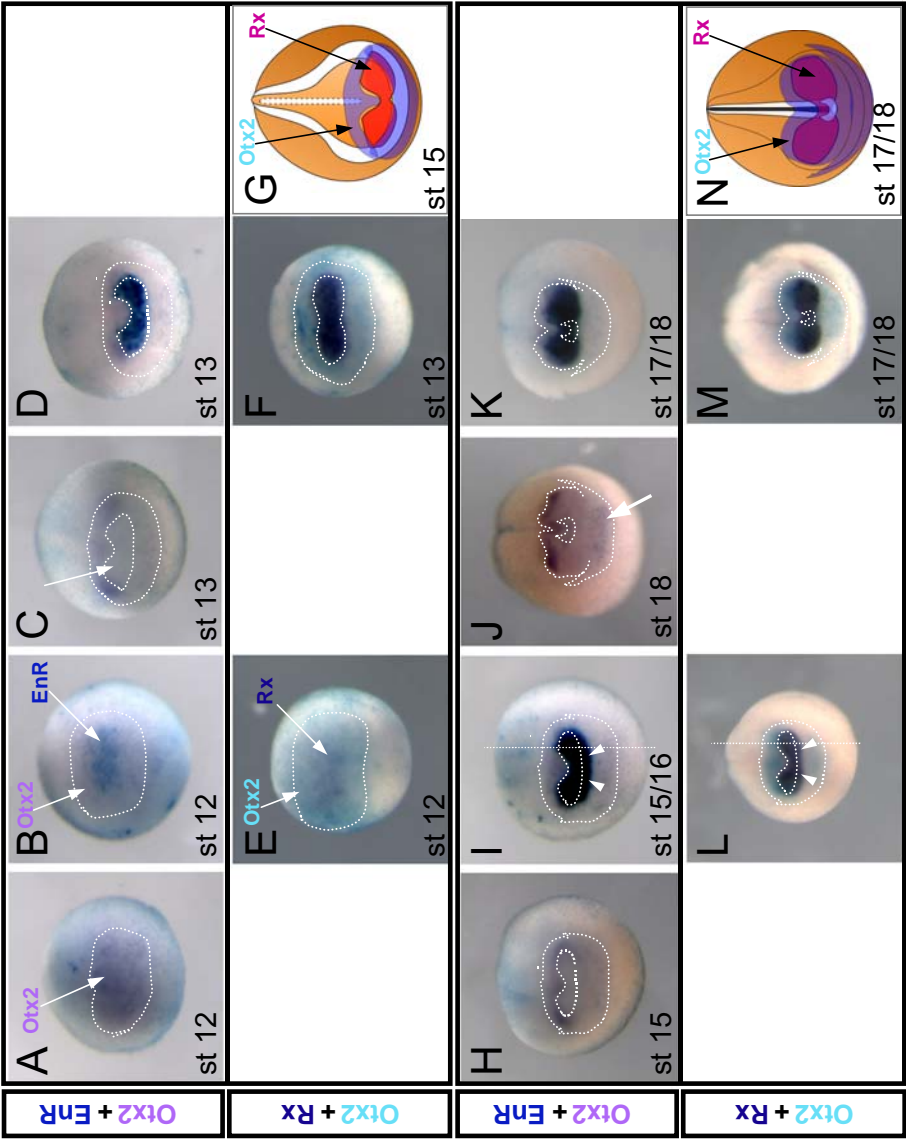 Otx2 + EnR
A
Otx2
st 12
B
Otx2
EnR
st 12
C
st 13
D
st 13
Otx2 + Rx
E
Otx2
Rx
st 12
F
st 13
G
Otx2
Rx
st 15
Otx2 + EnR
H
st 15
I
st 15/16
J
st 18
K
st 17/18
Otx2 + Rx
L
M
st 17/18
N
Otx2
Rx
st 17/18